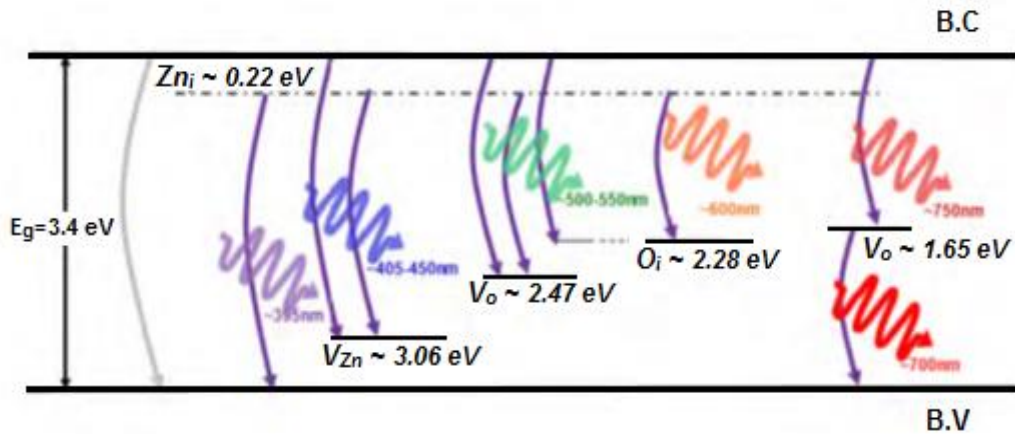 B.C
Zni ~ 0.22 eV
Eg=3.4 eV
~500-550nm
~600nm
~750nm
~405-450nm
Oi ~ 2.28 eV
Vo ~ 1.65 eV
Vo ~ 2.47 eV
~395nm
VZn ~ 3.06 eV
~700nm
B.V